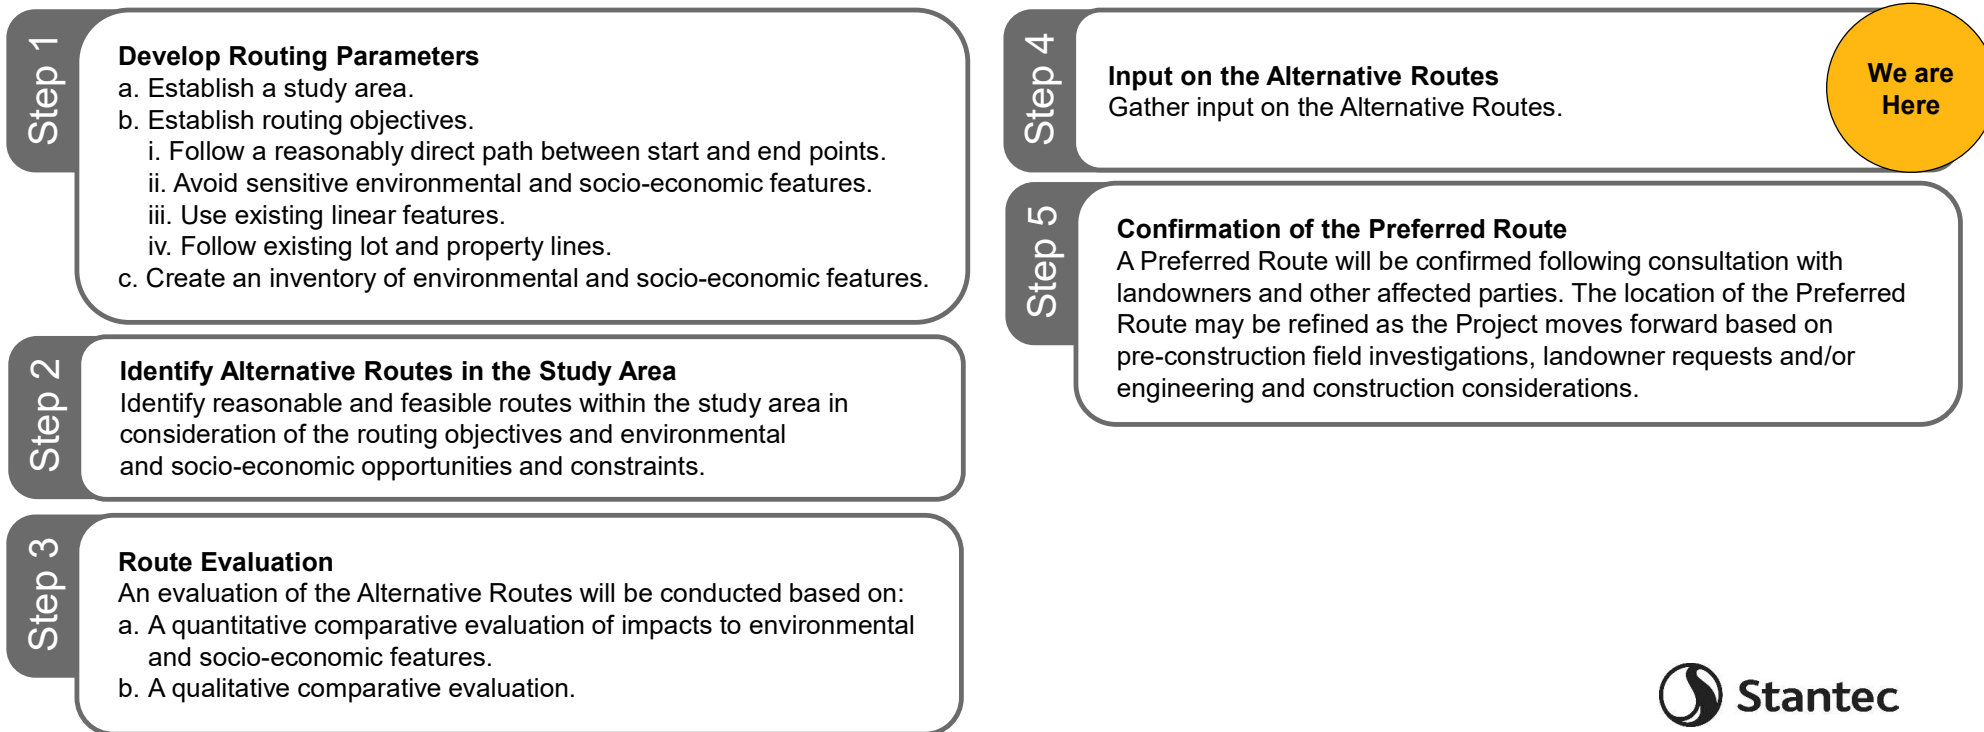 Step 1
Develop Routing Parameters
a. Establish a study area.
b. Establish routing objectives.
i. Follow a reasonably direct path between start and end points.
ii. Avoid sensitive environmental and socio-economic features.
iii. Use existing linear features.
iv. Follow existing lot and property lines.
c. Create an inventory of environmental and socio-economic features.
Step 2
Identify Alternative Routes in the Study Area
Identify reasonable and feasible routes within the study area in
consideration of the routing objectives and environmental
and socio-economic opportunities and constraints.
Step 3
Route Evaluation
An evaluation of the Alternative Routes will be conducted based on:
a. A quantitative comparative evaluation of impacts to environmental
and socio-economic features.
b. A qualitative comparative evaluation.
Step 4
Input on the Alternative Routes
Gather input on the Alternative Routes.
We are
Here
Step 5
Confirmation of the Preferred Route
A Preferred Route will be confirmed following consultation with
landowners and other affected parties. The location of the Preferred
Route may be refined as the Project moves forward based on
pre-construction field investigations, landowner requests and/or
engineering and construction considerations.
Stantec